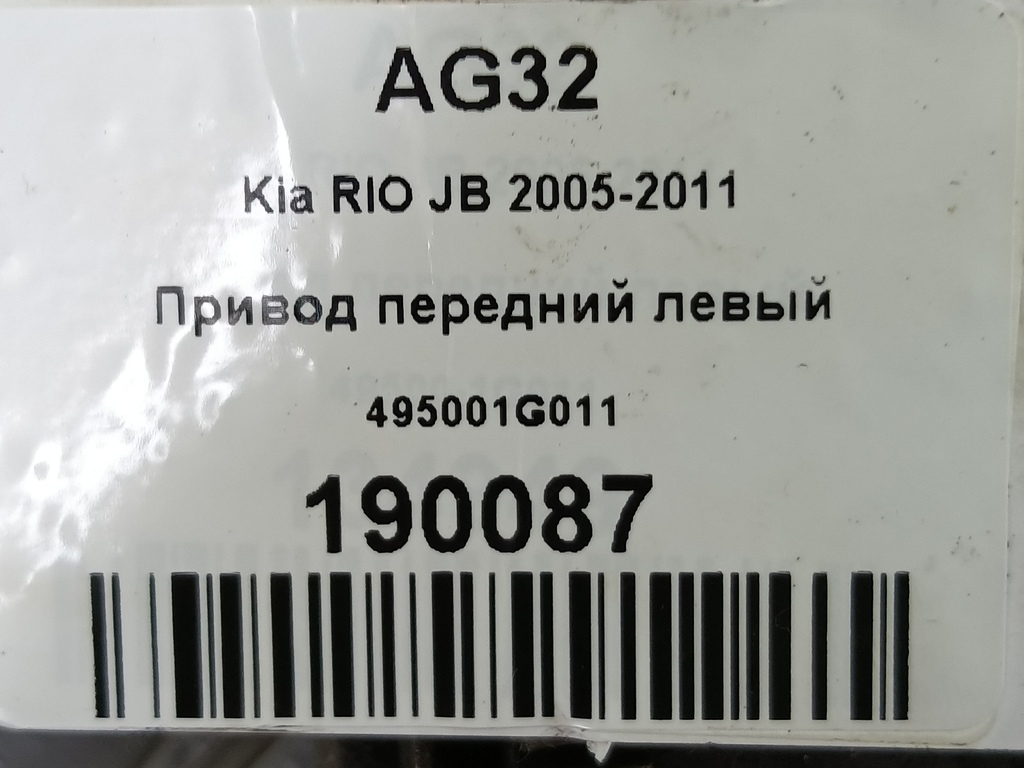 AG32
Kia RIO JB 2005-2011
Привод передний левый
495001G011
190087